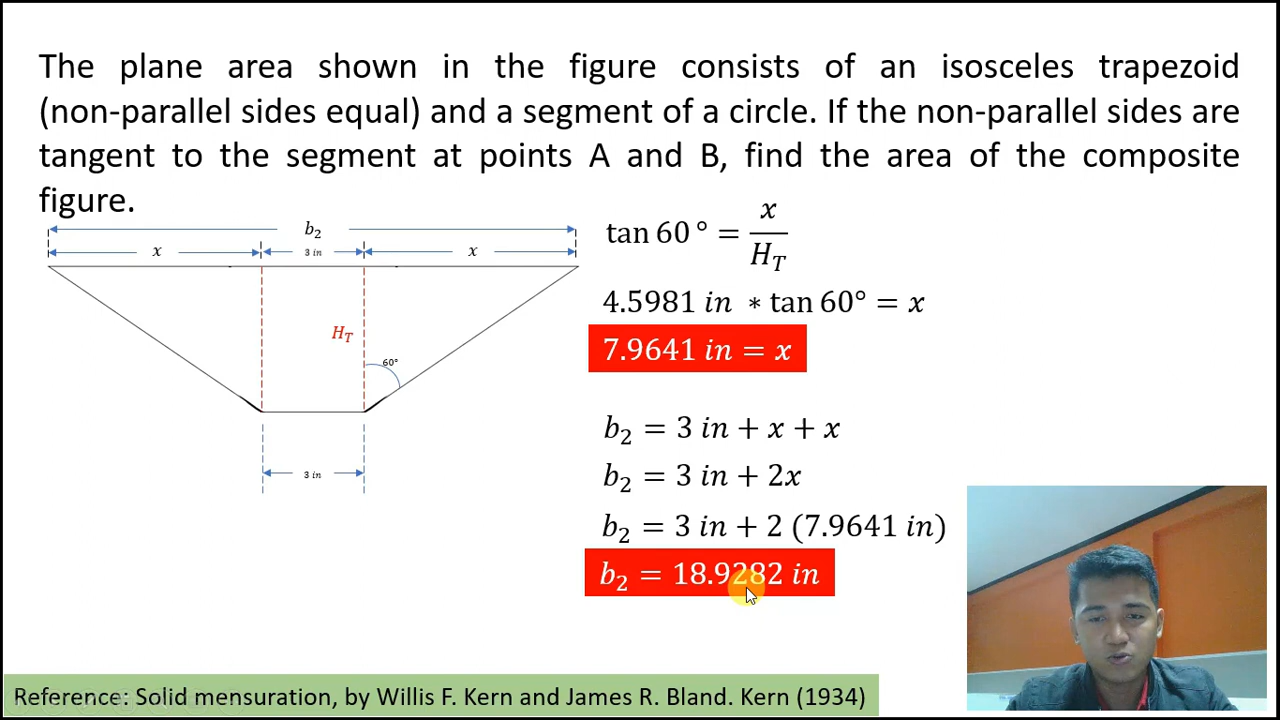 The plane area shown in the figure consists of an isosceles trapezoid
(non-parallel sides equal) and a segment of a circle. If the non-parallel sides are
tangent to the segment at points A and B, find the area of the composite
figure.
b₂
x 3 in x
H_T
60°
3 in
tan 60° = x / H_T
4.5981 in * tan 60° = x
7.9641 in = x
b₂ = 3 in + x + x
b₂ = 3 in + 2x
b₂ = 3 in + 2 (7.9641 in)
b₂ = 18.9282 in
Reference: Solid mensuration, by Willis F. Kern and James R. Bland. Kern (1934)